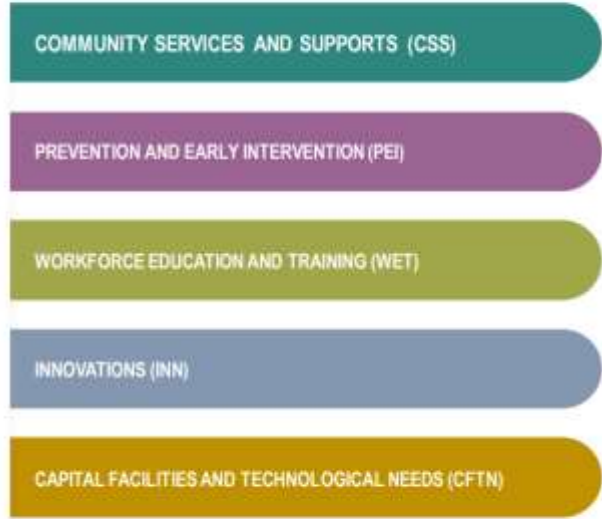 COMMUNITY SERVICES AND SUPPORTS (CSS)
PREVENTION AND EARLY INTERVENTION (PEI)
WORKFORCE EDUCATION AND TRAINING (WET)
INNOVATIONS (INN)
CAPITAL FACILITIES AND TECHNOLOGICAL NEEDS (CFTN)